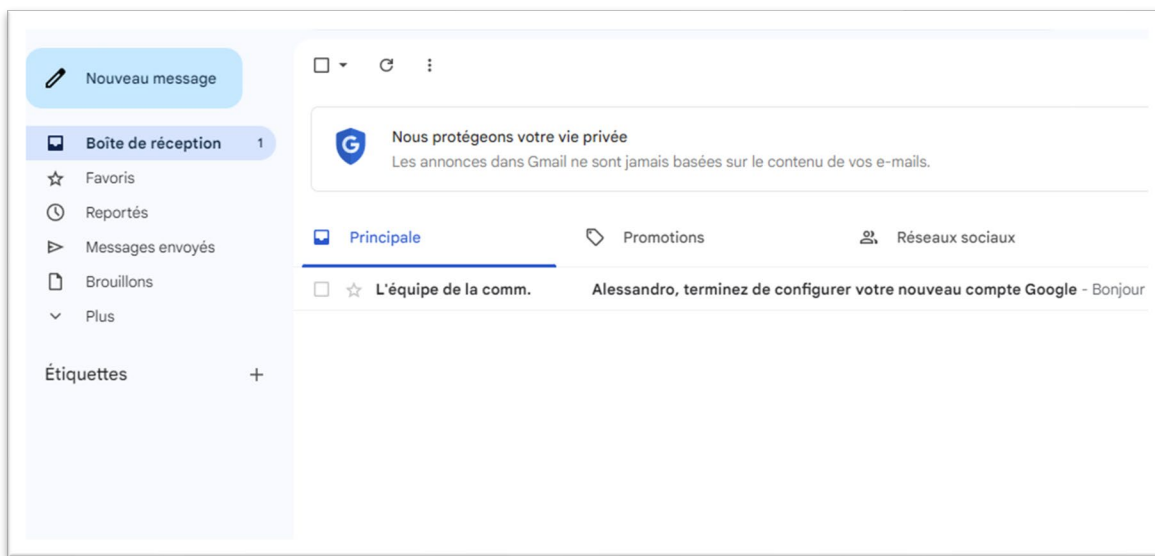 Nouveau message
Boîte de réception 1
Favoris
Reportés
Messages envoyés
Brouillons
Plus
Étiquettes
G
Nous protégeons votre vie privée
Les annonces dans Gmail ne sont jamais basées sur le contenu de vos e-mails.
Principale Promotions Réseaux sociaux
L'équipe de la comm. Alessandro, terminez de configurer votre nouveau compte Google - Bonjour